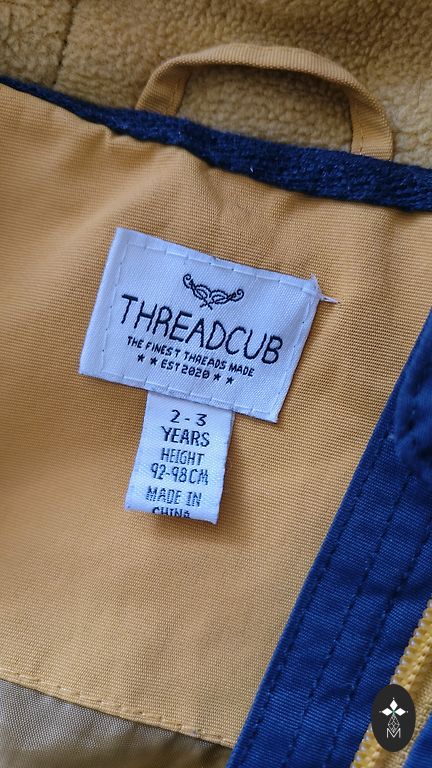 THREADCUB
THE FINEST THREADS MADE
★ ★ EST 2020 ★ ★
2 - 3
YEARS
HEIGHT
92-98CM
MADE IN
CHINA
M